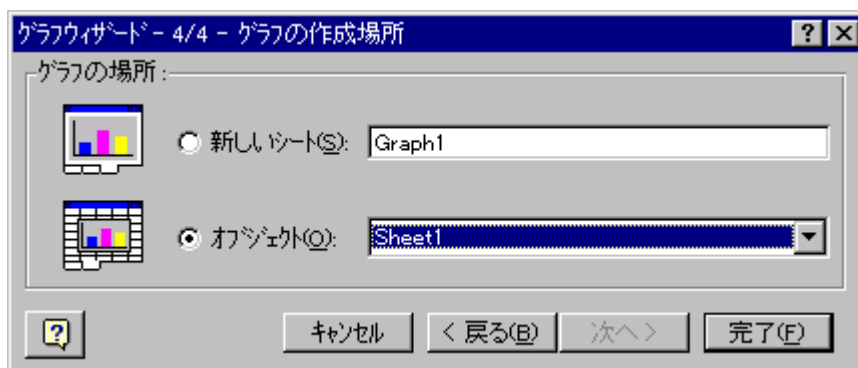 グラフウィザード - 4/4 - グラフの作成場所
グラフの場所:
新しいシート(S): Graph1
オブジェクト(O): Sheet1
キャンセル < 戻る(B) 次へ > 完了(F)